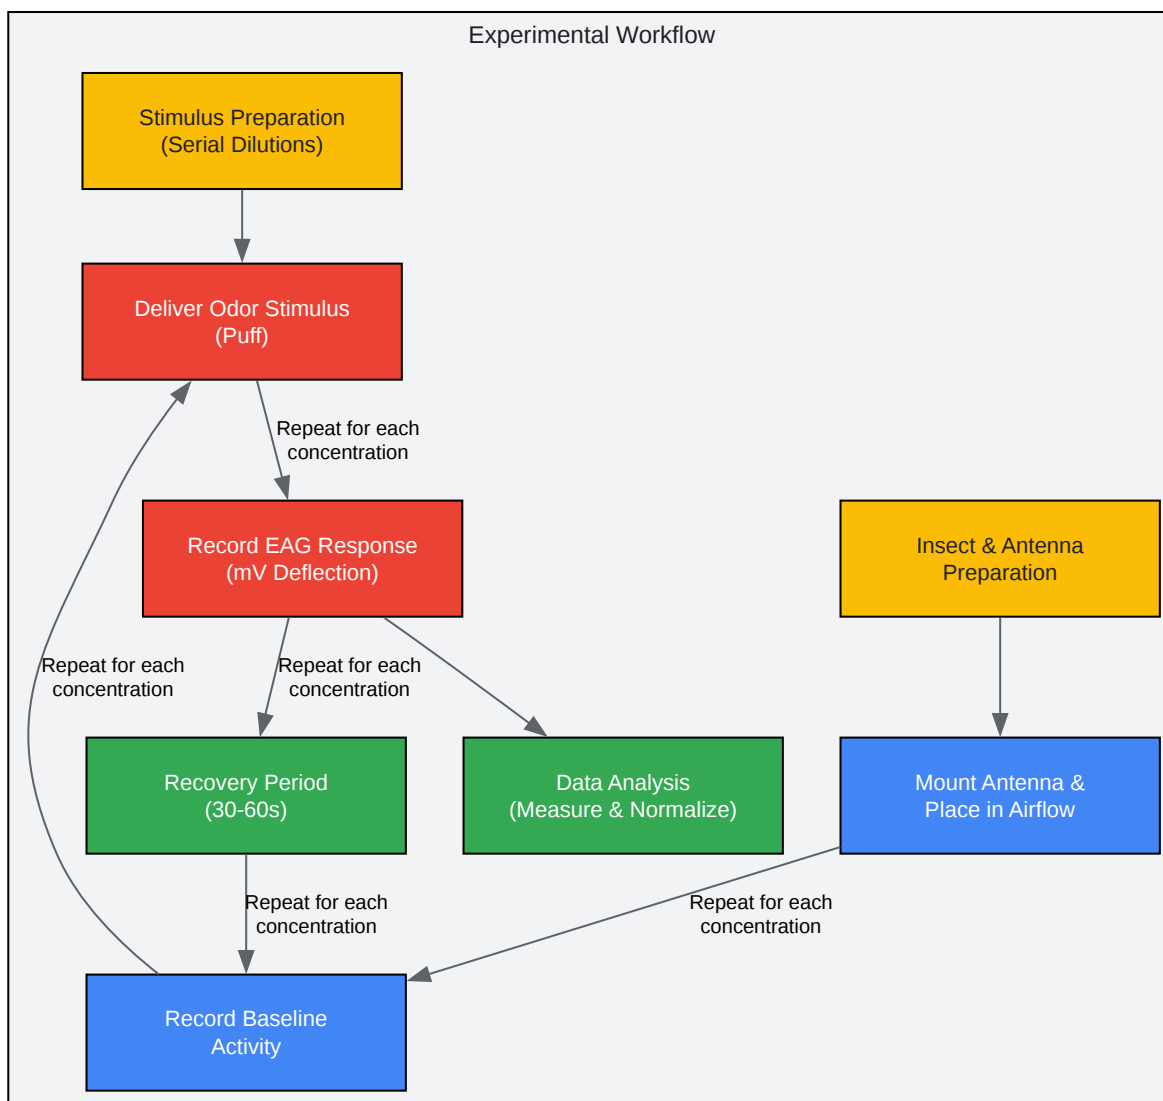 Experimental Workflow
Stimulus Preparation
(Serial Dilutions)
Deliver Odor Stimulus
(Puff)
Repeat for each
concentration
Record EAG Response
(mV Deflection)
Insect & Antenna
Preparation
Repeat for each
concentration
Repeat for each
concentration
Recovery Period
(30-60s)
Data Analysis
(Measure & Normalize)
Mount Antenna &
Place in Airflow
Repeat for each
concentration
Repeat for each
concentration
Record Baseline
Activity